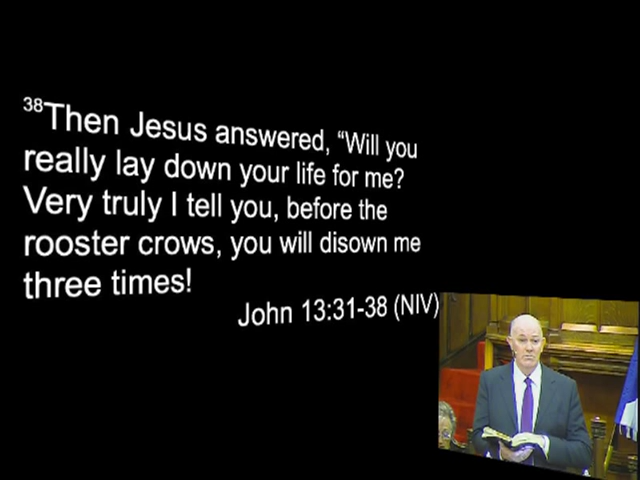 ³⁸Then Jesus answered, “Will you
really lay down your life for me?
Very truly I tell you, before the
rooster crows, you will disown me
three times!
John 13:31-38 (NIV)